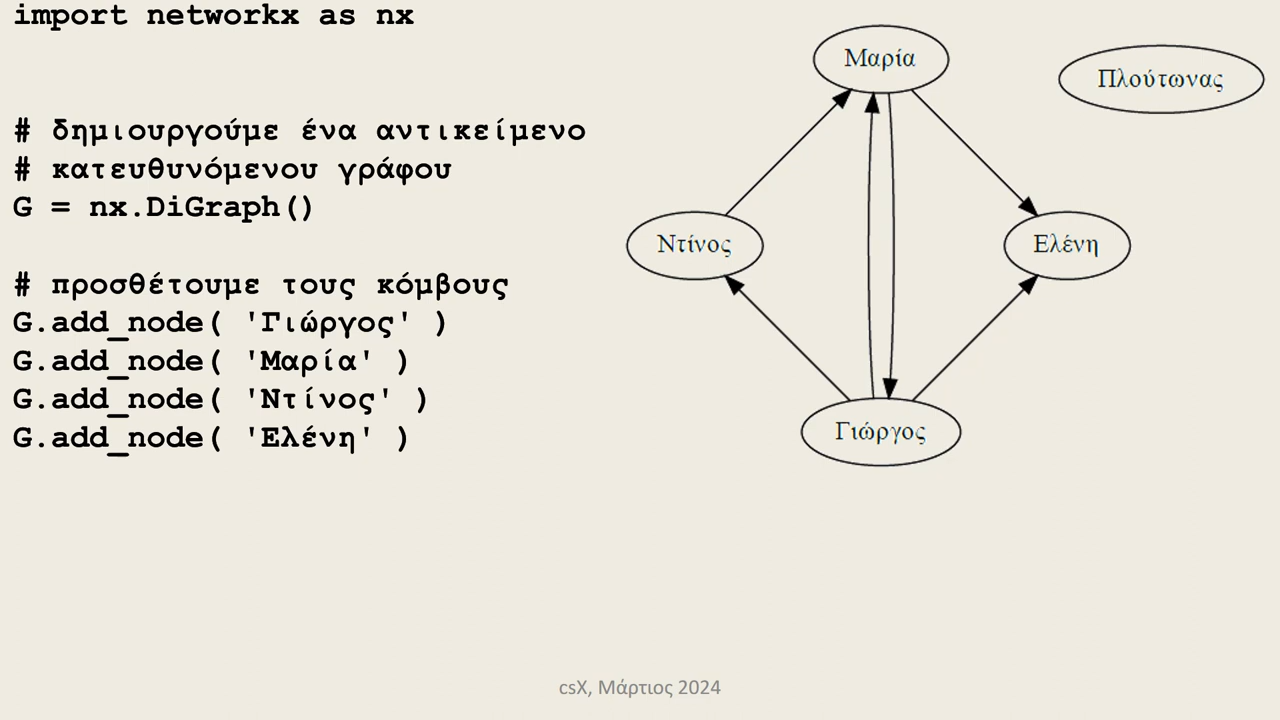 import networkx as nx
# δημιουργούμε ένα αντικείμενο
# κατευθυνόμενου γράφου
G = nx.DiGraph()
# προσθέτουμε τους κόμβους
G.add_node( 'Γιώργος' )
G.add_node( 'Μαρία' )
G.add_node( 'Ντίνος' )
G.add_node( 'Ελένη' )
Μαρία
Πλούτωνας
Ντίνος
Ελένη
Γιώργος
csX, Μάρτιος 2024